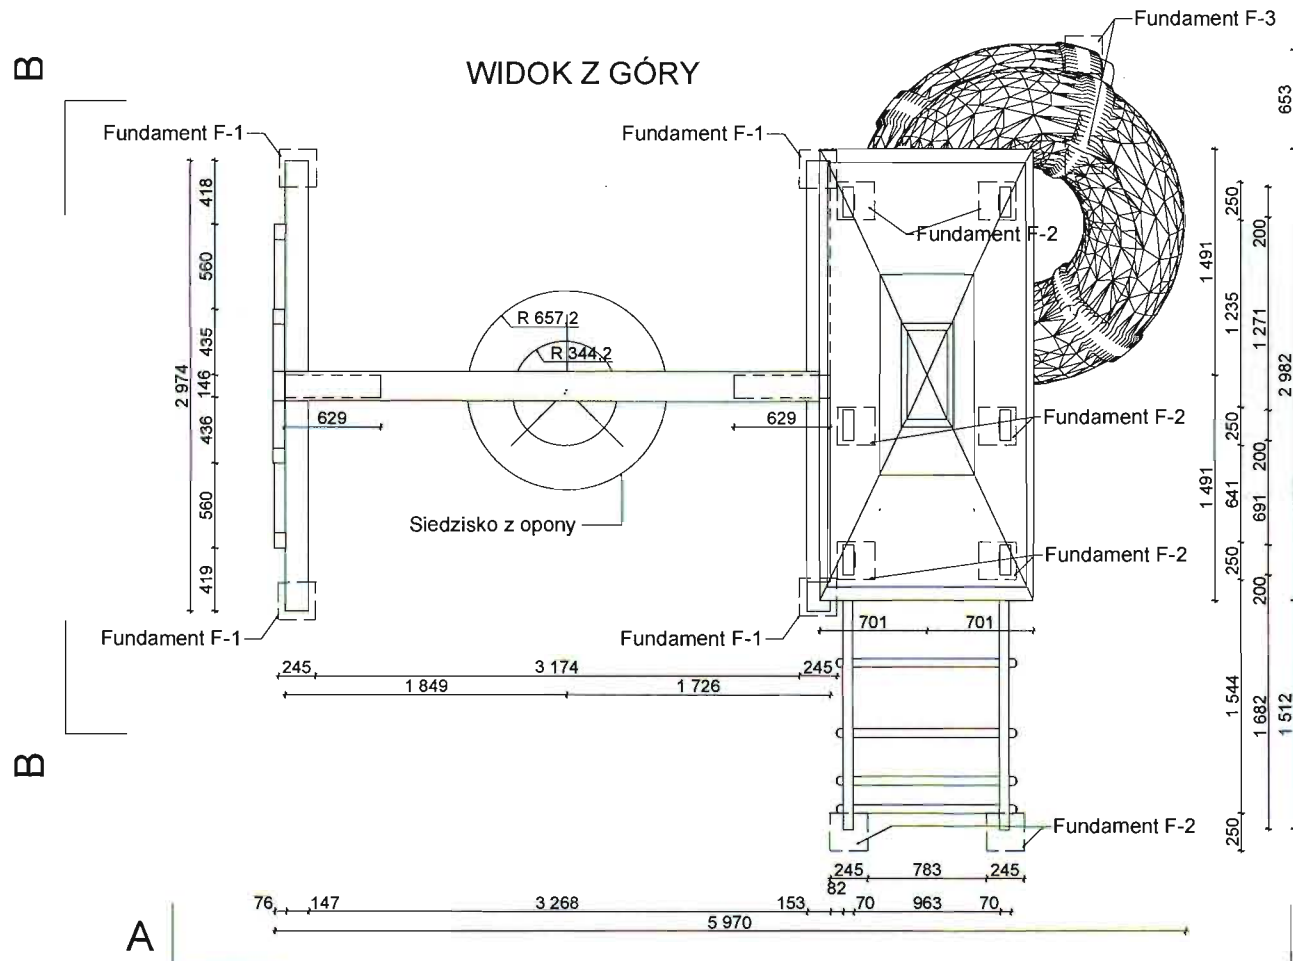 Fundament F-3
B
WIDOK Z GÓRY
653
Fundament F-1
Fundament F-1
418
250
200
Fundament F-2
560
1 491
1 235
1 271
R 657,2
R 344,2
435
2 974
146
2 982
629
629
436
Fundament F-2
250
200
1 491
641
691
560
Siedzisko z opony
Fundament F-2
250
200
419
Fundament F-1
Fundament F-1
701
701
245
3 174
245
1 849
1 726
1 544
1 682
1 512
B
Fundament F-2
250
245
783
245
82
76
147
3 268
153
70
963
70
5 970
A